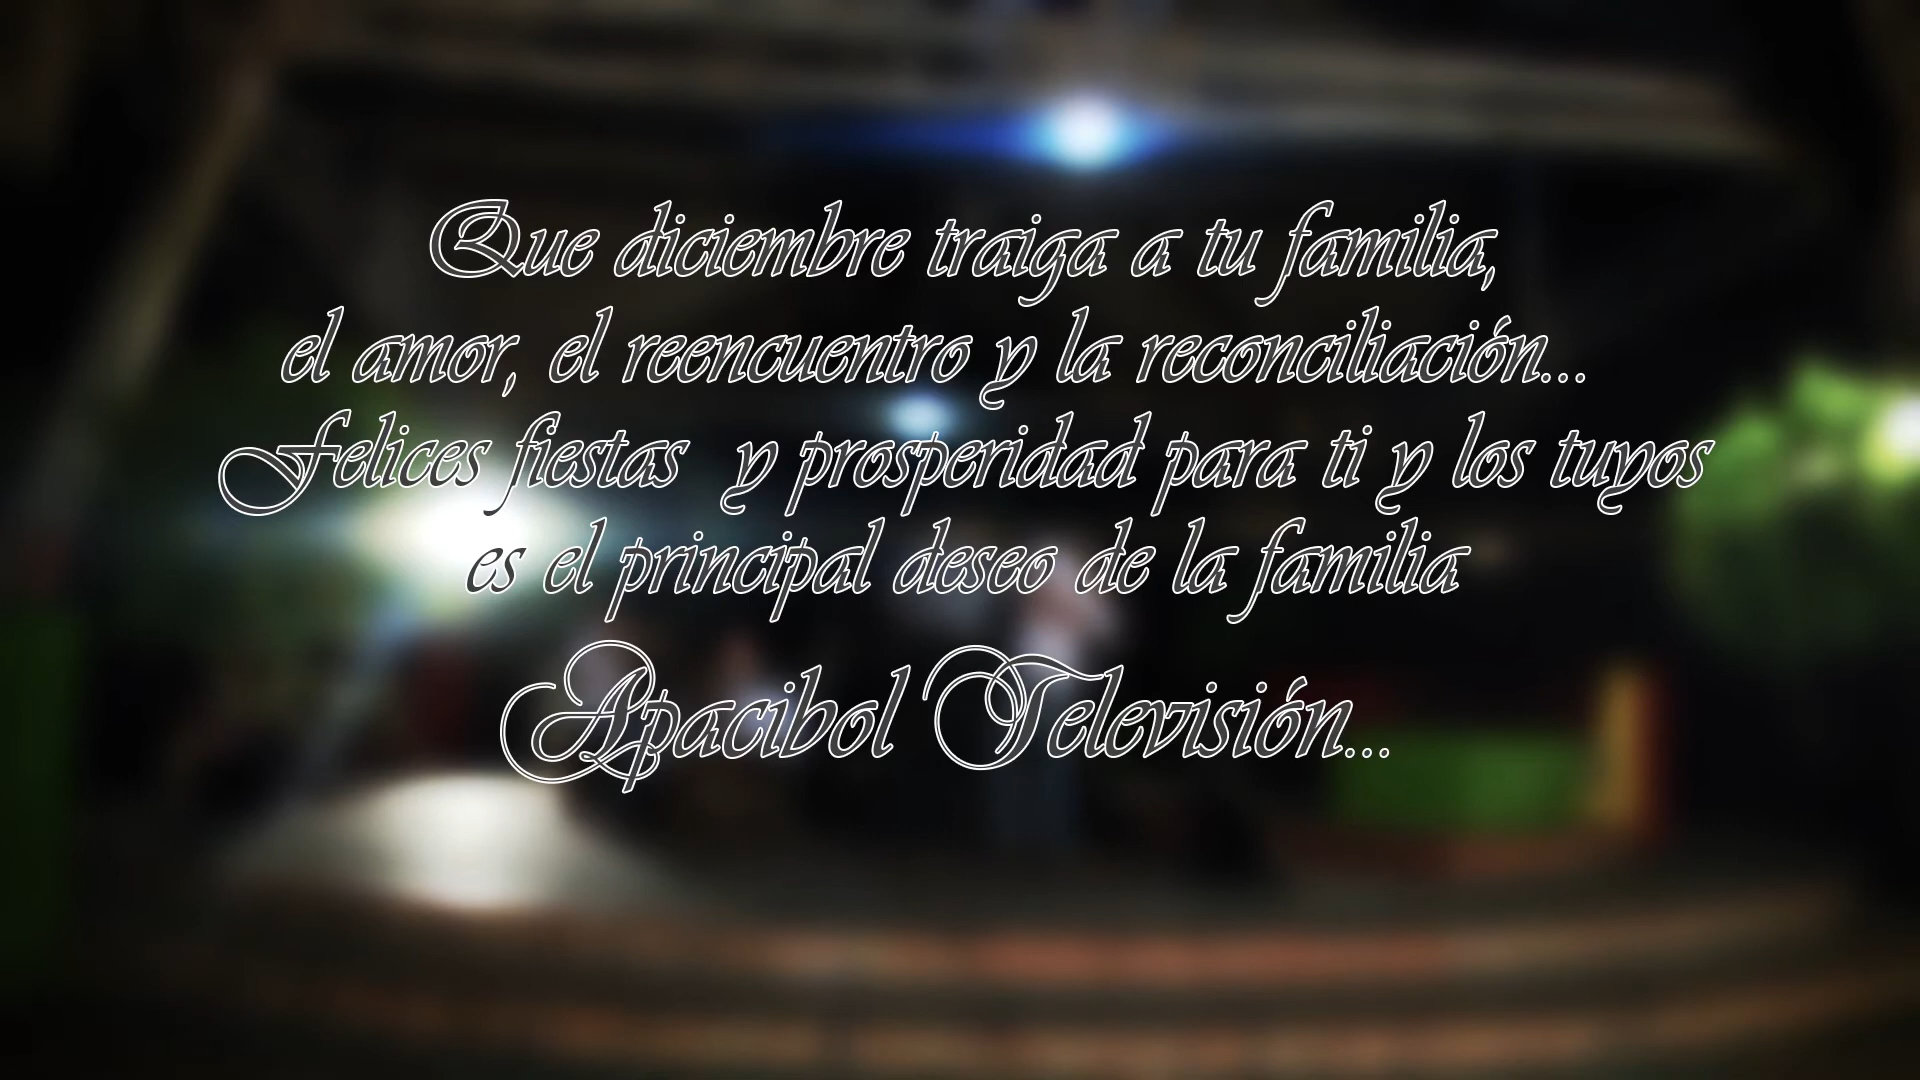 Que diciembre traiga a tu familia,
el amor, el reencuentro y la reconciliación...
Felices fiestas y prosperidad para ti y los tuyos
es el principal deseo de la familia
Apacibol Televisión...